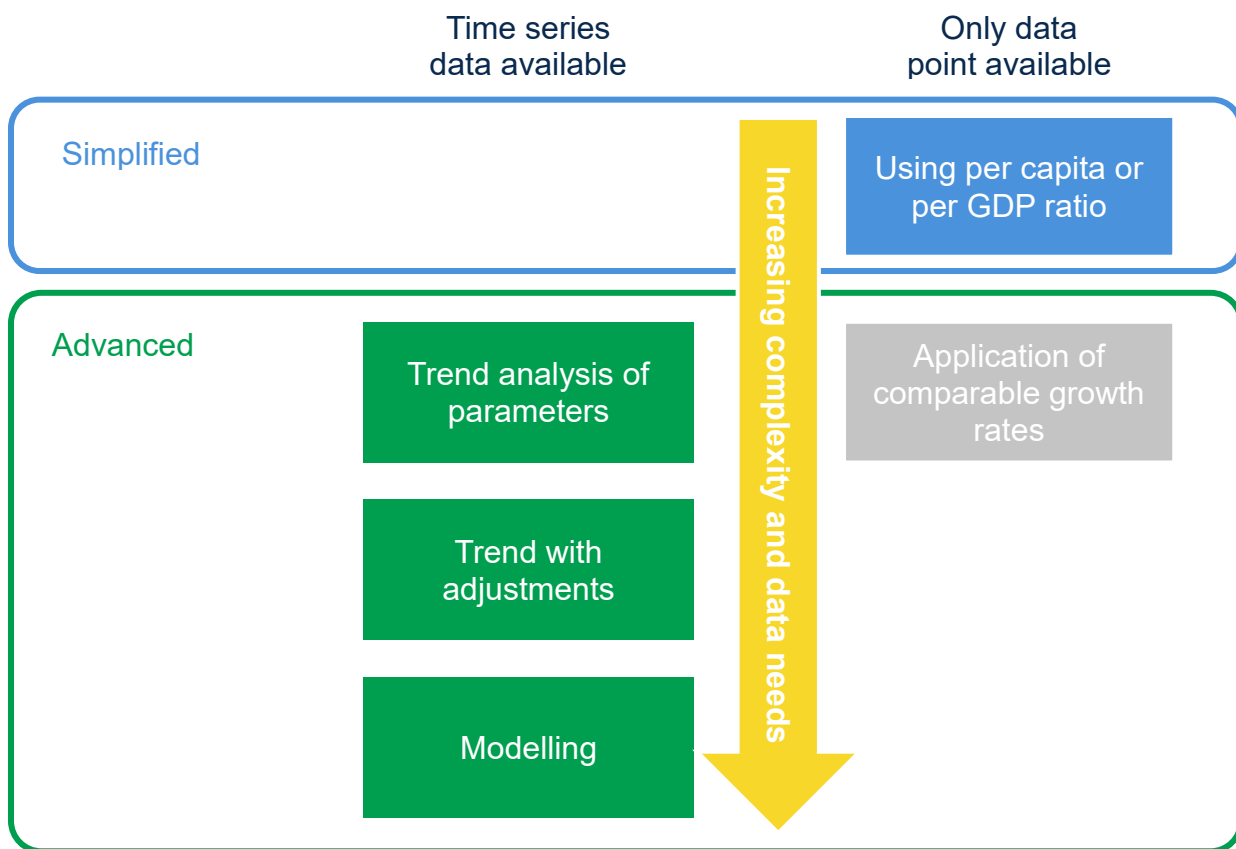 Time series
data available
Only data
point available
Simplified
Using per capita or
per GDP ratio
Increasing complexity and data needs
Advanced
Trend analysis of
parameters
Application of
comparable growth
rates
Trend with
adjustments
Modelling